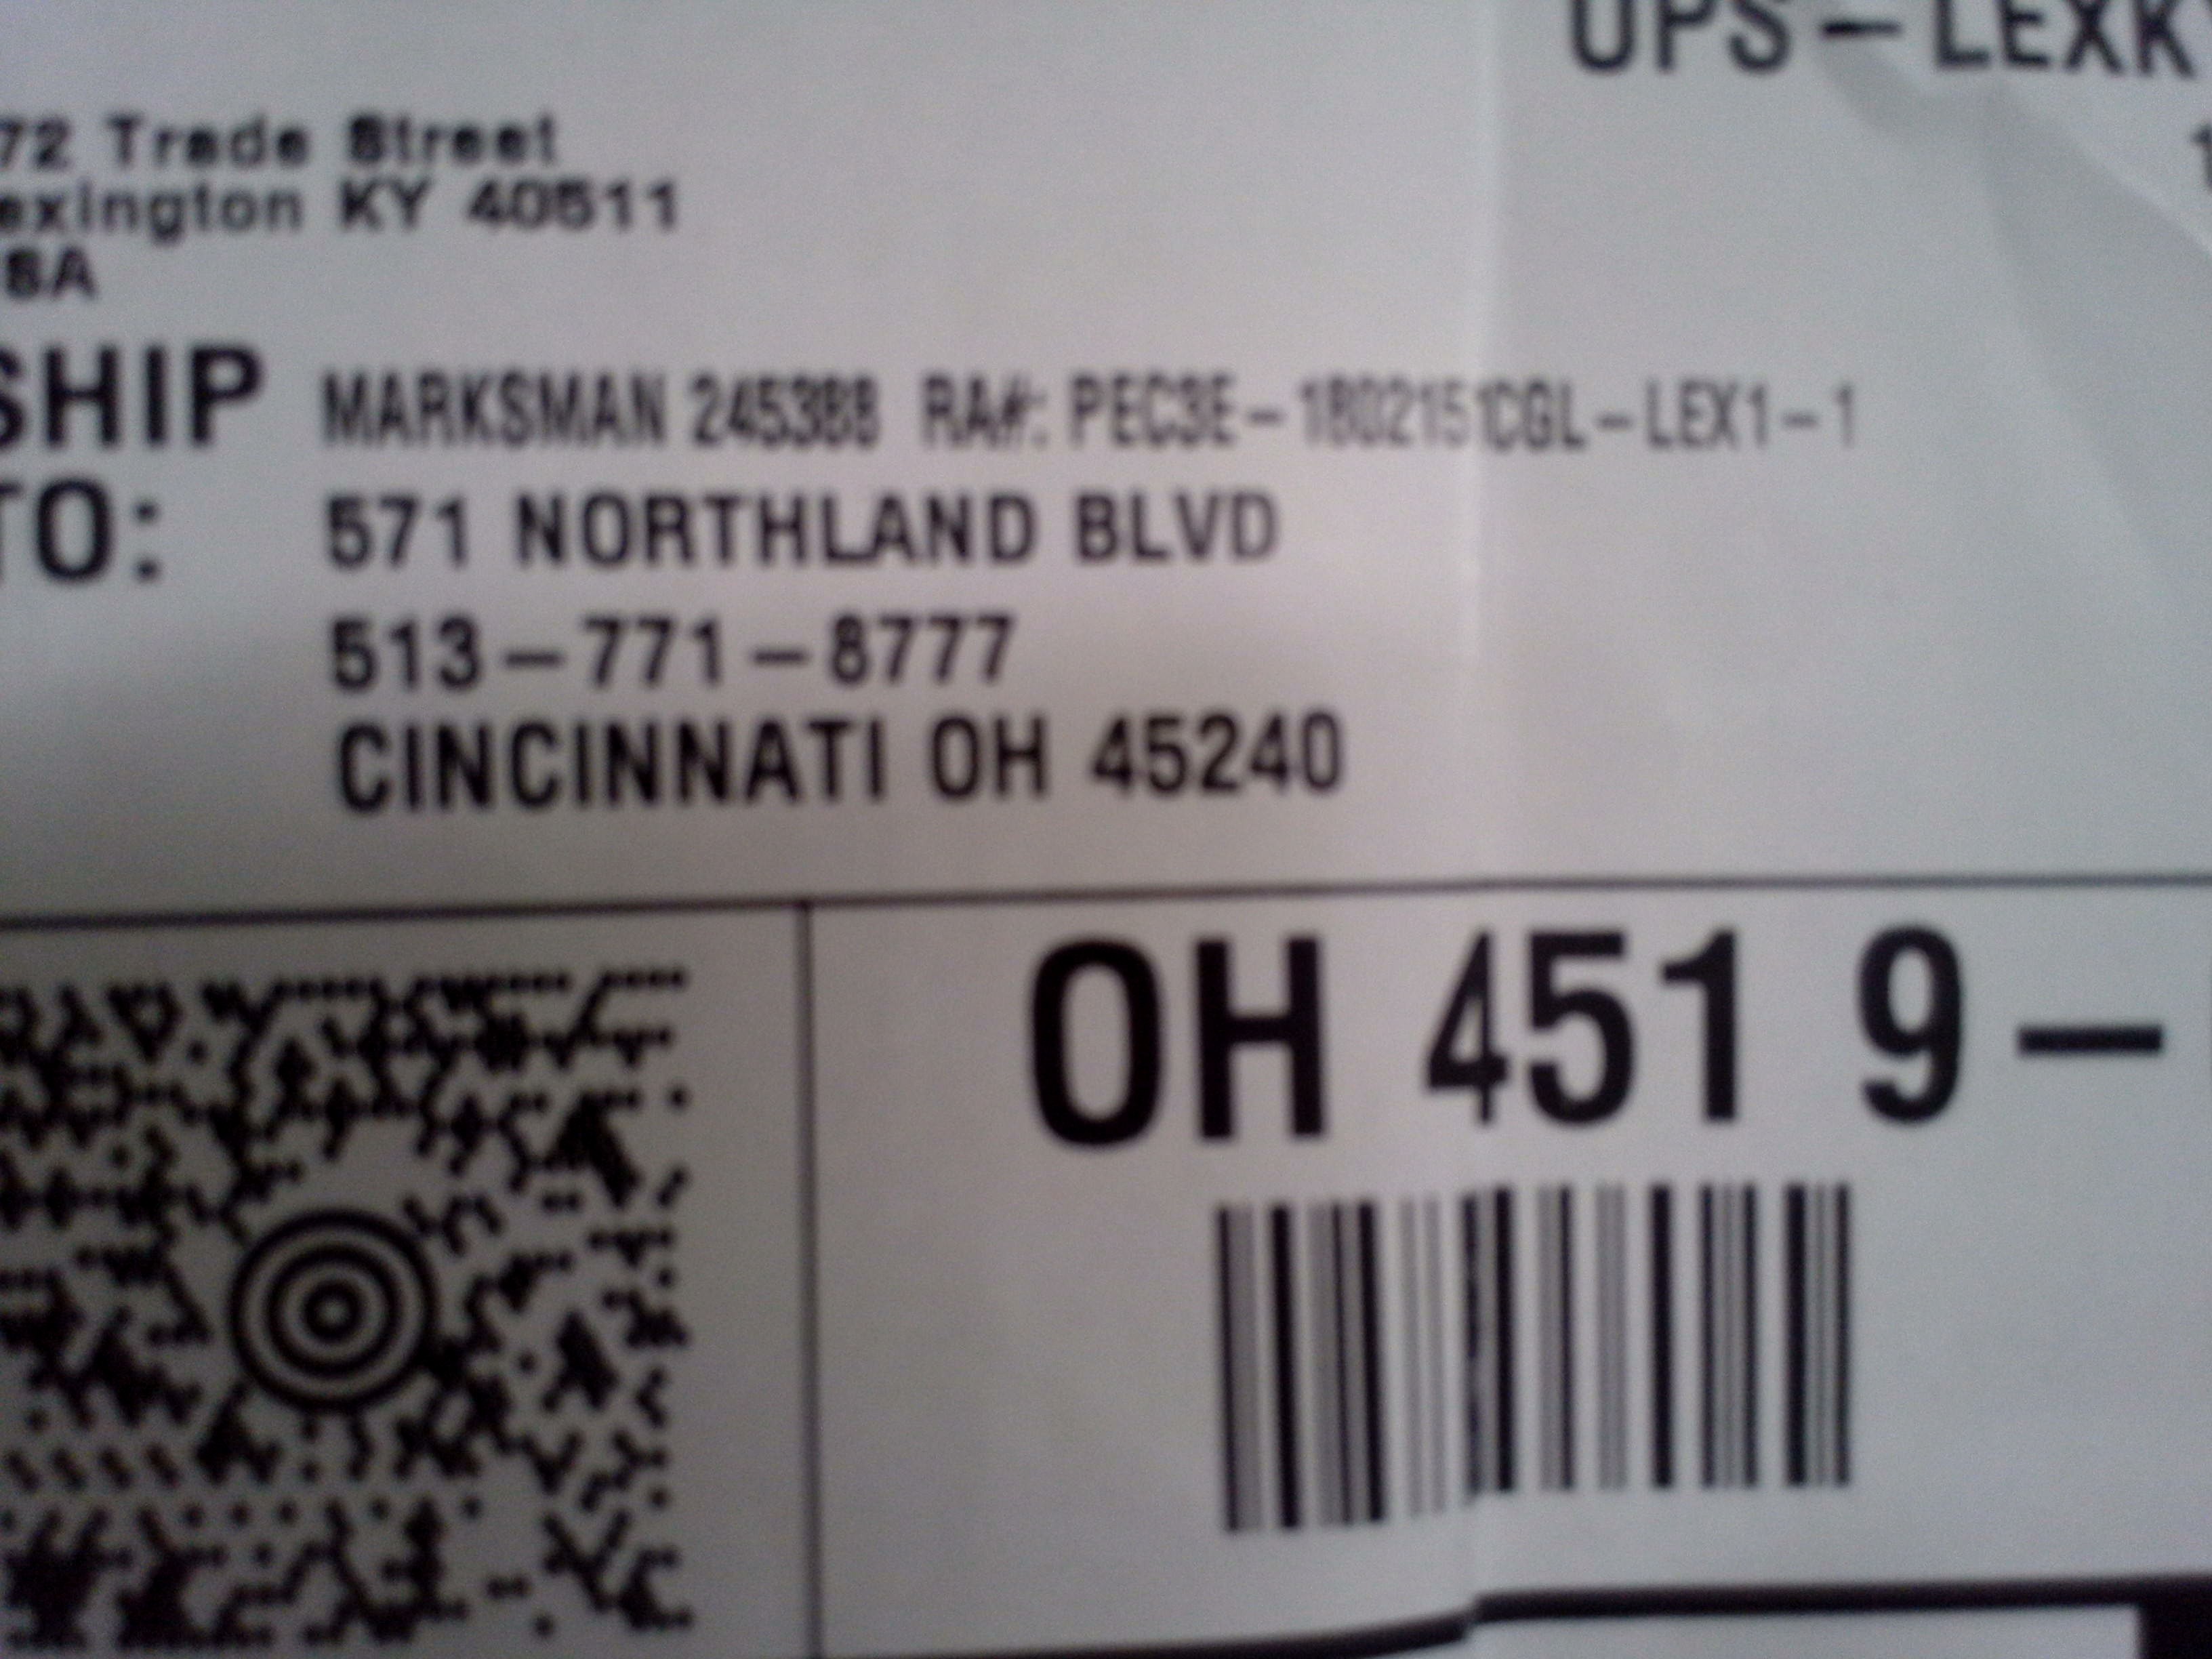 UPS - LEXK
72 Trade Street
exington KY 40511
SA
SHIP TO:
MARKSMAN 245388 RA#: PEC3E-1802151CGL-LEX1-1
571 NORTHLAND BLVD
513-771-8777
CINCINNATI OH 45240
OH 451 9-